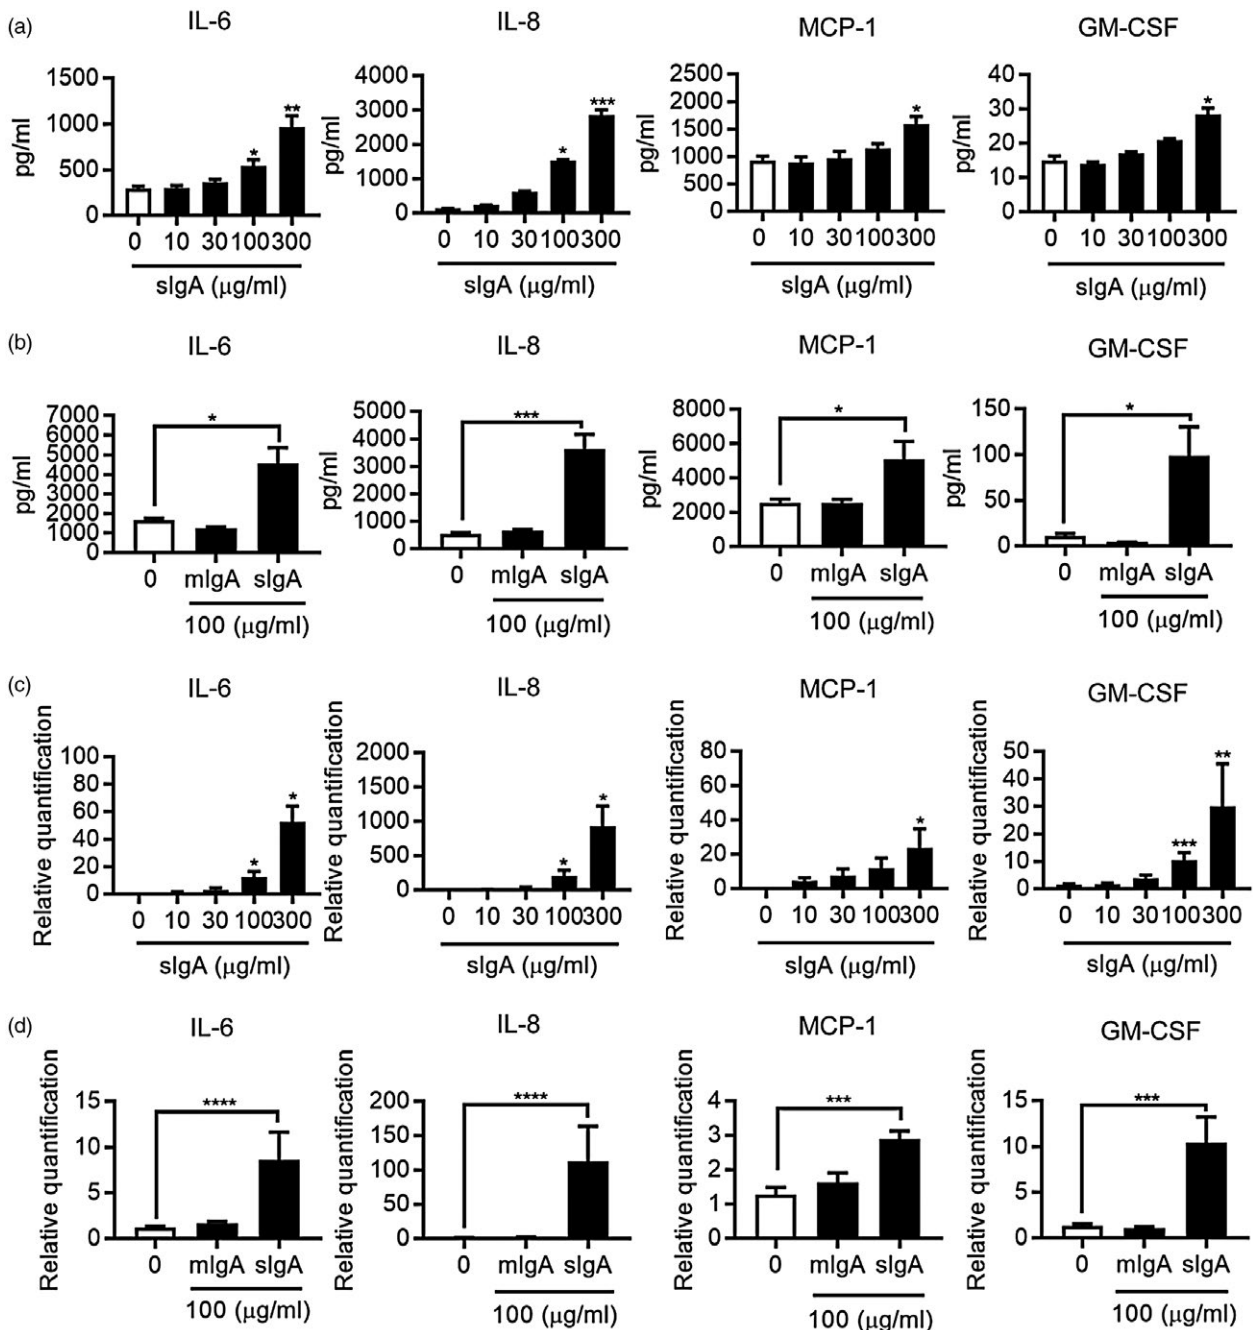 (a)
IL-6
IL-8
MCP-1
GM-CSF
pg/ml
1500
1000
500
0
*
**
0 10 30 100 300
sIgA (μg/ml)
pg/ml
4000
3000
2000
1000
0
*
***
0 10 30 100 300
sIgA (μg/ml)
pg/ml
2500
2000
1500
1000
500
0
*
0 10 30 100 300
sIgA (μg/ml)
pg/ml
40
30
20
10
0
*
0 10 30 100 300
sIgA (μg/ml)
(b)
IL-6
IL-8
MCP-1
GM-CSF
pg/ml
7000
6000
5000
4000
3000
2000
1000
0
*
0 mIgA sIgA
100 (μg/ml)
pg/ml
5000
4000
3000
2000
1000
0
***
0 mIgA sIgA
100 (μg/ml)
pg/ml
8000
6000
4000
2000
0
*
0 mIgA sIgA
100 (μg/ml)
pg/ml
150
100
50
0
*
0 mIgA sIgA
100 (μg/ml)
(c)
IL-6
IL-8
MCP-1
GM-CSF
Relative quantification
100
80
60
40
20
0
*
*
0 10 30 100 300
sIgA (μg/ml)
Relative quantification
2000
1500
1000
500
0
*
*
0 10 30 100 300
sIgA (μg/ml)
Relative quantification
80
60
40
20
0
*
0 10 30 100 300
sIgA (μg/ml)
Relative quantification
50
40
30
20
10
0
***
**
0 10 30 100 300
sIgA (μg/ml)
(d)
IL-6
IL-8
MCP-1
GM-CSF
Relative quantification
15
10
5
0
****
0 mIgA sIgA
100 (μg/ml)
Relative quantification
200
150
100
50
0
****
0 mIgA sIgA
100 (μg/ml)
Relative quantification
4
3
2
1
0
***
0 mIgA sIgA
100 (μg/ml)
Relative quantification
15
10
5
0
***
0 mIgA sIgA
100 (μg/ml)